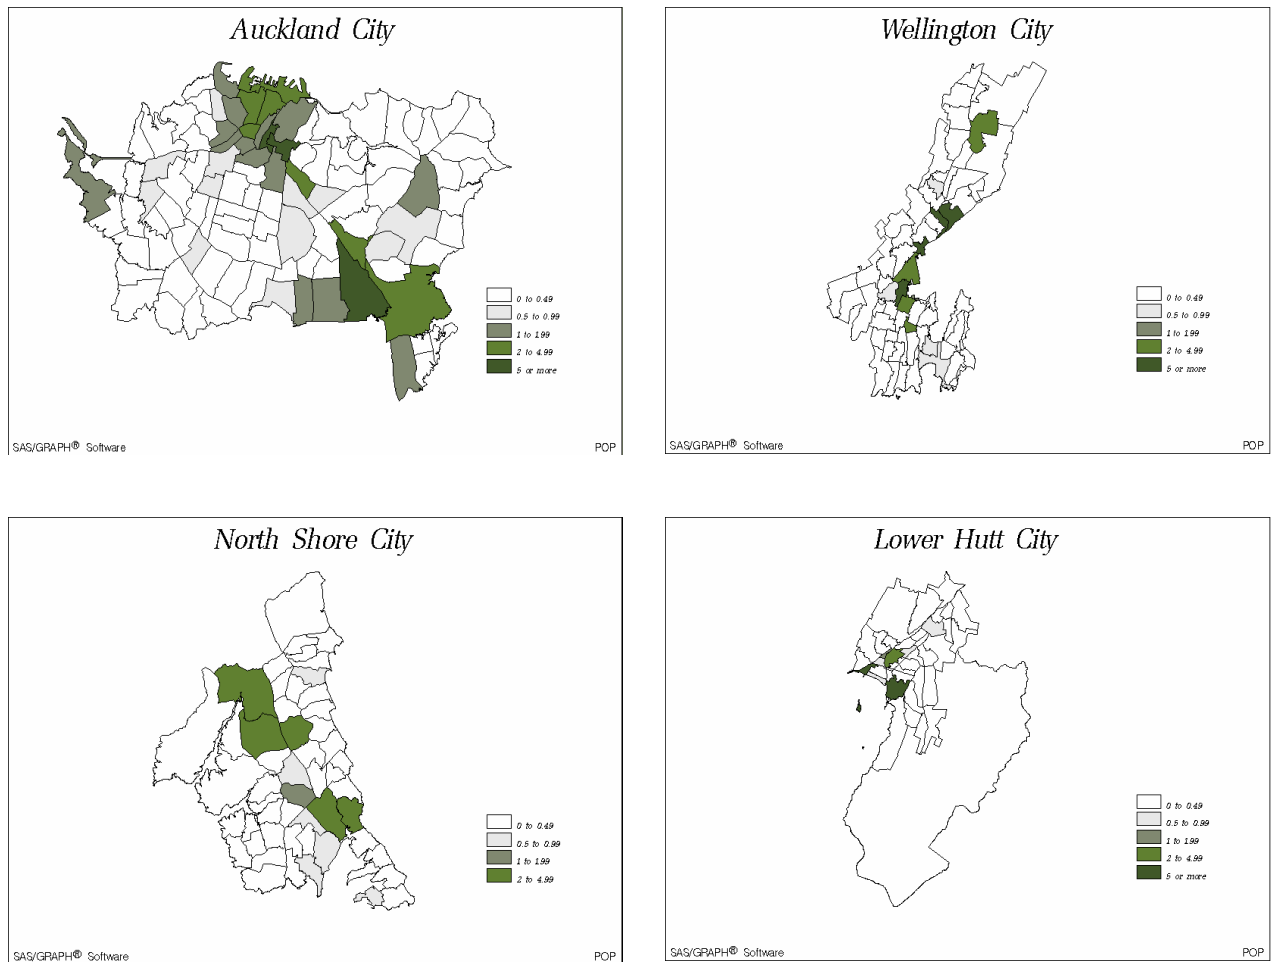 Auckland City
0 to 0.49
0.5 to 0.99
1 to 1.99
2 to 4.99
5 or more
SAS/GRAPH® Software
POP
Wellington City
0 to 0.49
0.5 to 0.99
1 to 1.99
2 to 4.99
5 or more
SAS/GRAPH® Software
POP
North Shore City
0 to 0.49
0.5 to 0.99
1 to 1.99
2 to 4.99
SAS/GRAPH® Software
POP
Lower Hutt City
0 to 0.49
0.5 to 0.99
1 to 1.99
2 to 4.99
5 or more
SAS/GRAPH® Software
POP